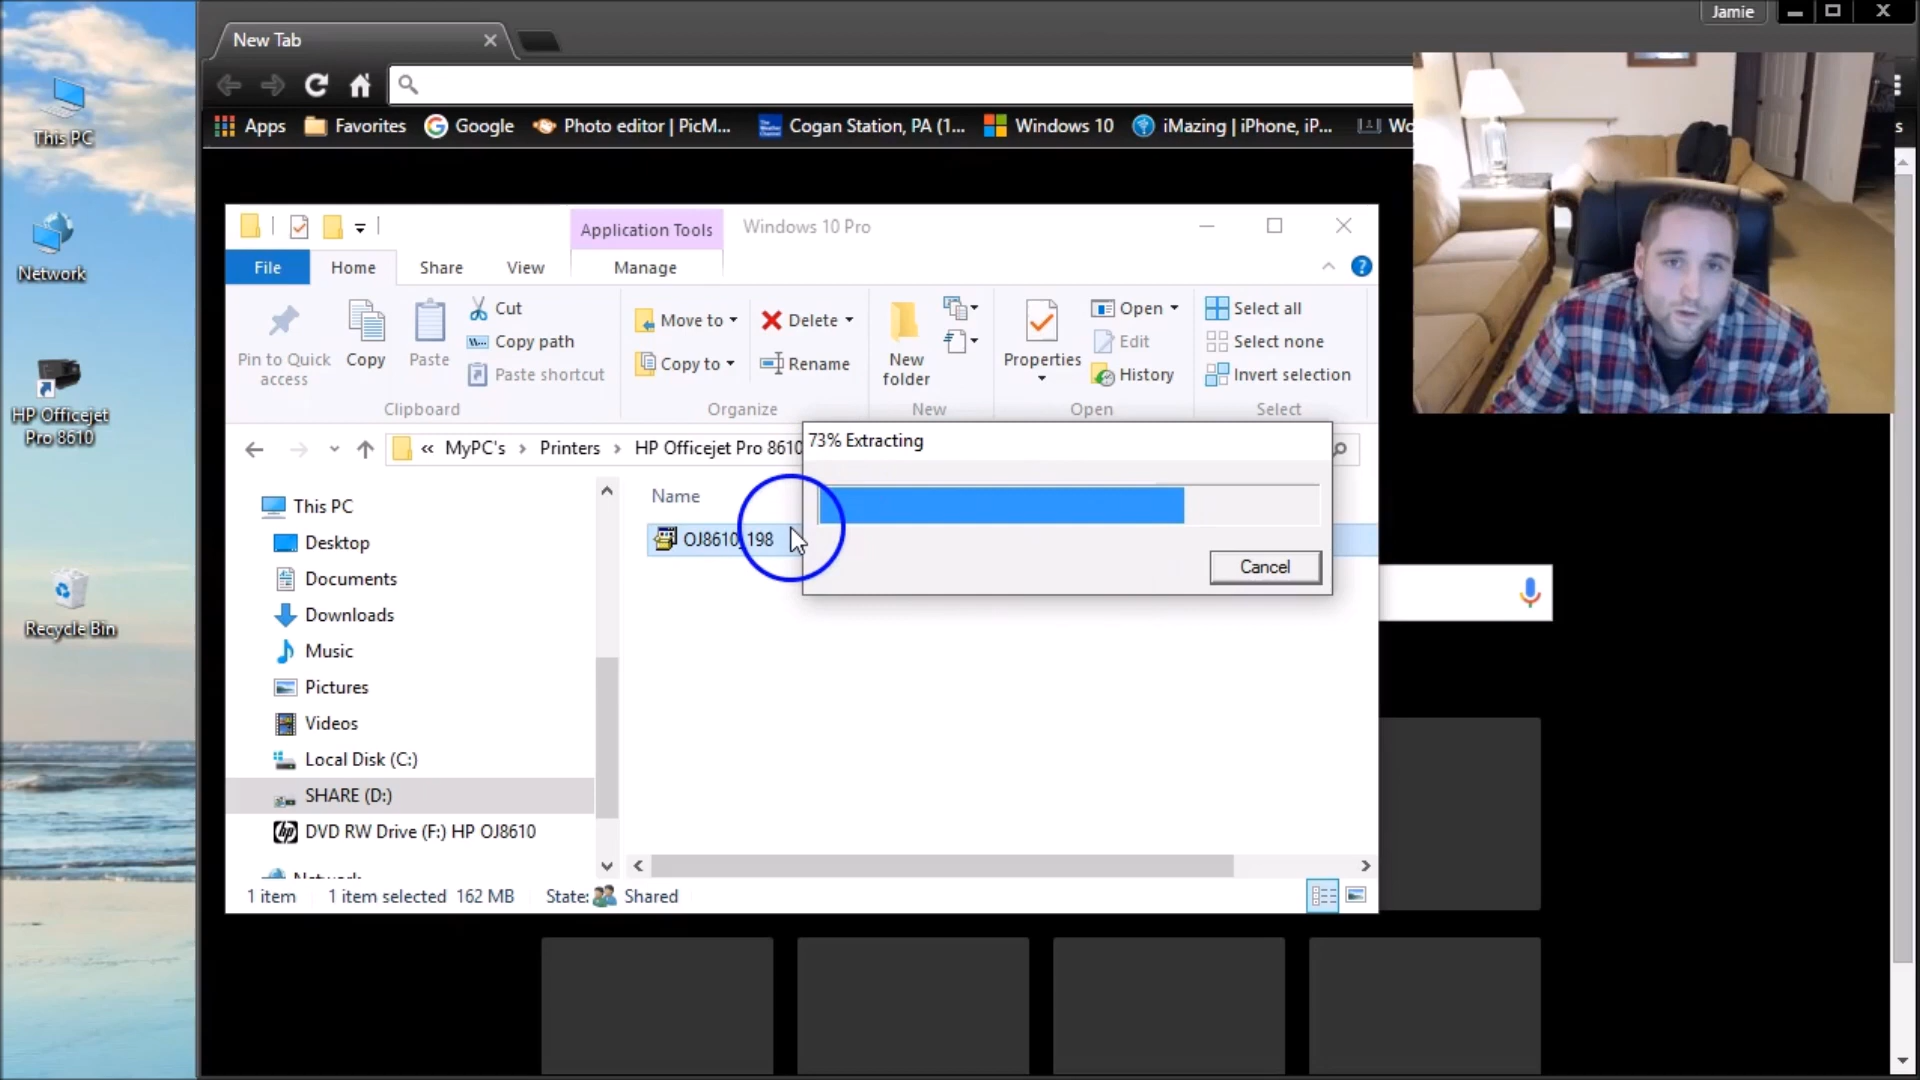 Jamie
New Tab
Apps Favorites Google Photo editor | PicM... Cogan Station, PA (1... Windows 10 iMazing | iPhone, iP... Wo
s
This PC
Network
HP Officejet
Pro 8610
Recycle Bin
Application Tools Windows 10 Pro
File Home Share View Manage
Pin to Quick
access
Copy
Paste
Cut
Copy path
Paste shortcut
Clipboard
Move to
Copy to
Delete
Rename
Organize
New
folder
New
Properties
Open
Edit
History
Open
Select all
Select none
Invert selection
Select
« MyPC's > Printers > HP Officejet Pro 8610
73% Extracting
Cancel
This PC
Desktop
Documents
Downloads
Music
Pictures
Videos
Local Disk (C:)
SHARE (D:)
DVD RW Drive (F:) HP OJ8610
Network
Name
OJ8610_198
1 item 1 item selected 162 MB State: Shared